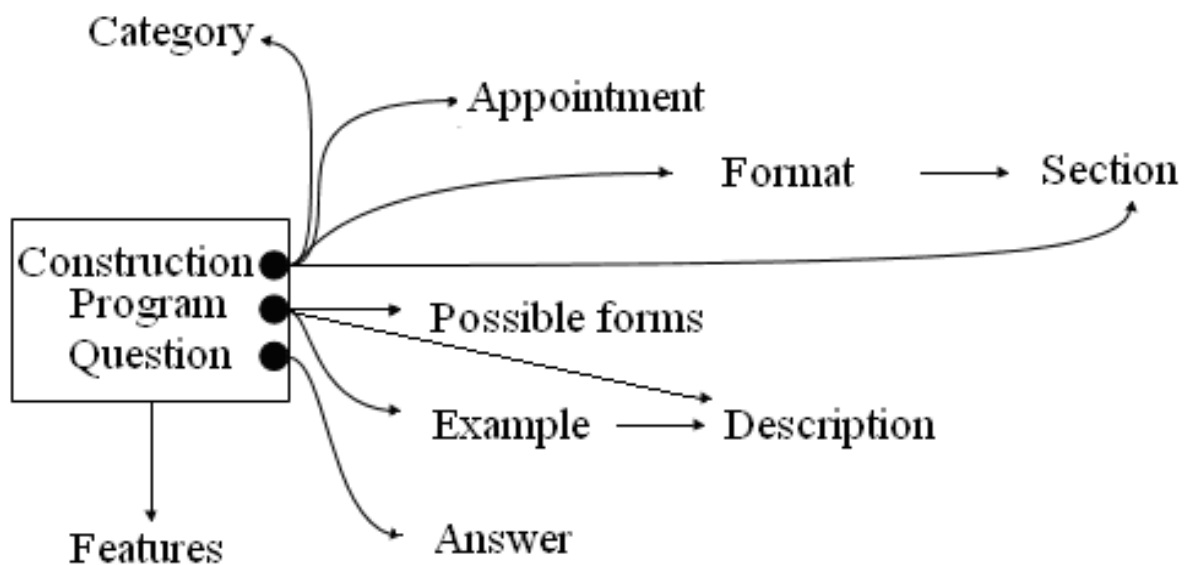 Category
Appointment
Format
Section
Construction
Program
Possible forms
Question
Example
Description
Answer
Features